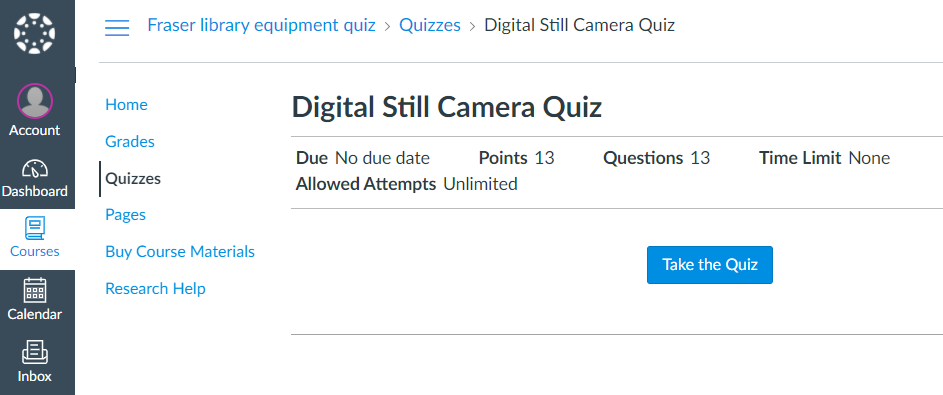 Fraser library equipment quiz > Quizzes > Digital Still Camera Quiz
Account
Dashboard
Courses
Calendar
Inbox
Home
Grades
Quizzes
Pages
Buy Course Materials
Research Help
Digital Still Camera Quiz
Due No due date Points 13 Questions 13 Time Limit None
Allowed Attempts Unlimited
Take the Quiz